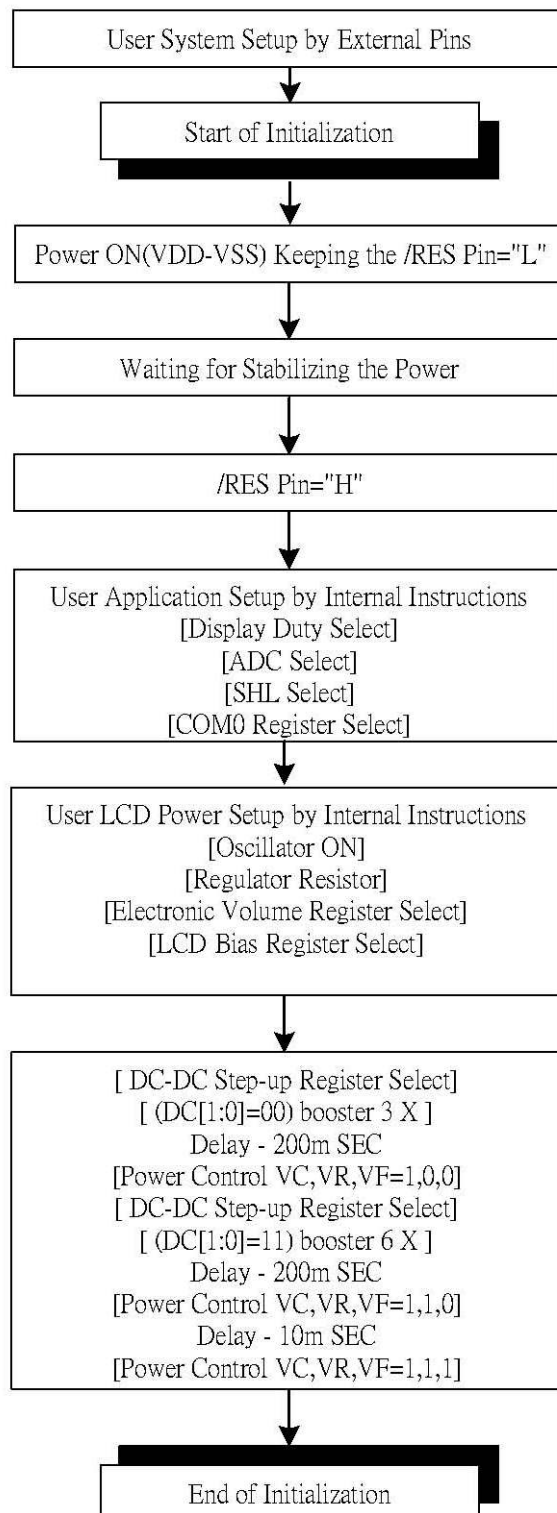 User System Setup by External Pins
Start of Initialization
Power ON(VDD-VSS) Keeping the /RES Pin="L"
Waiting for Stabilizing the Power
/RES Pin="H"
User Application Setup by Internal Instructions
[Display Duty Select]
[ADC Select]
[SHL Select]
[COM0 Register Select]
User LCD Power Setup by Internal Instructions
[Oscillator ON]
[Regulator Resistor]
[Electronic Volume Register Select]
[LCD Bias Register Select]
[ DC-DC Step-up Register Select]
[ (DC[1:0]=00) booster 3 X ]
Delay - 200m SEC
[Power Control VC,VR,VF=1,0,0]
[ DC-DC Step-up Register Select]
[ (DC[1:0]=11) booster 6 X ]
Delay - 200m SEC
[Power Control VC,VR,VF=1,1,0]
Delay - 10m SEC
[Power Control VC,VR,VF=1,1,1]
End of Initialization